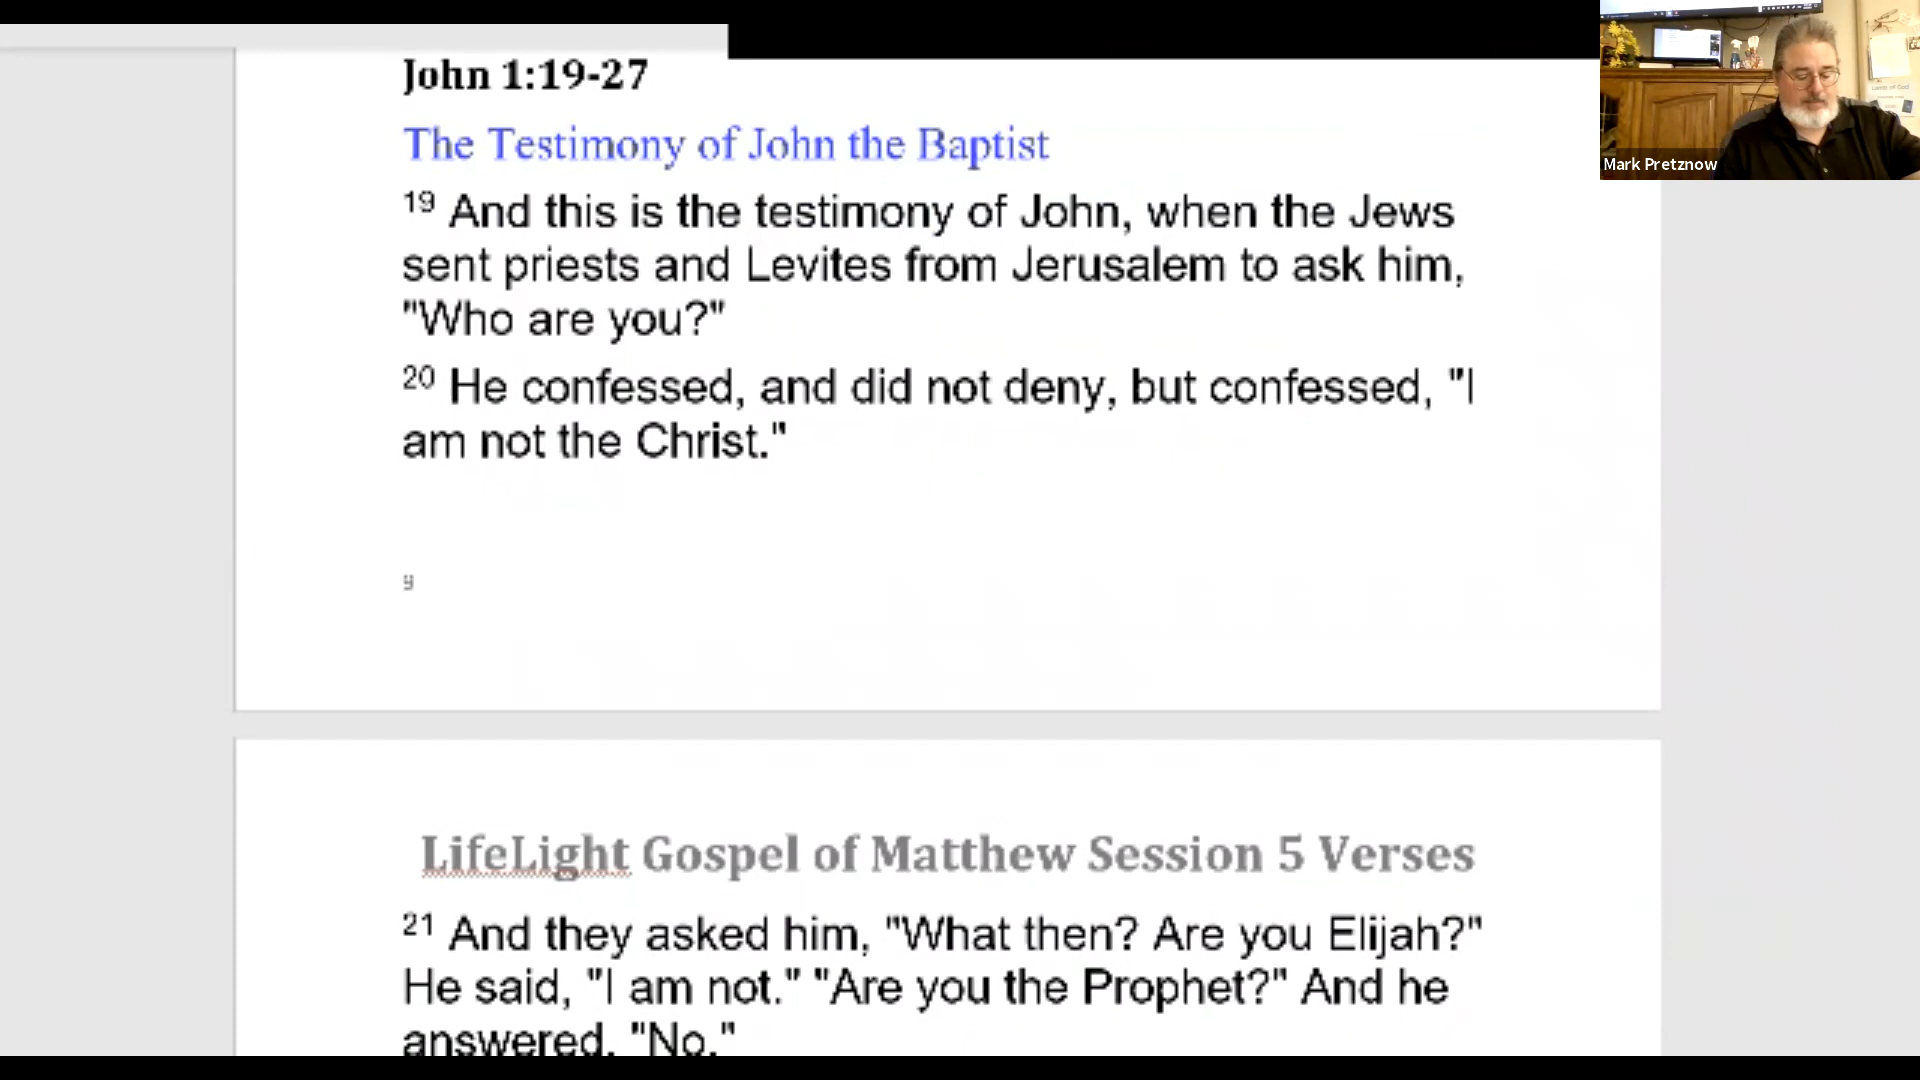 John 1:19-27
The Testimony of John the Baptist
19 And this is the testimony of John, when the Jews
sent priests and Levites from Jerusalem to ask him,
"Who are you?"
20 He confessed, and did not deny, but confessed, "I
am not the Christ."
9
LifeLight Gospel of Matthew Session 5 Verses
21 And they asked him, "What then? Are you Elijah?"
He said, "I am not." "Are you the Prophet?" And he
answered, "No."
Mark Pretznow